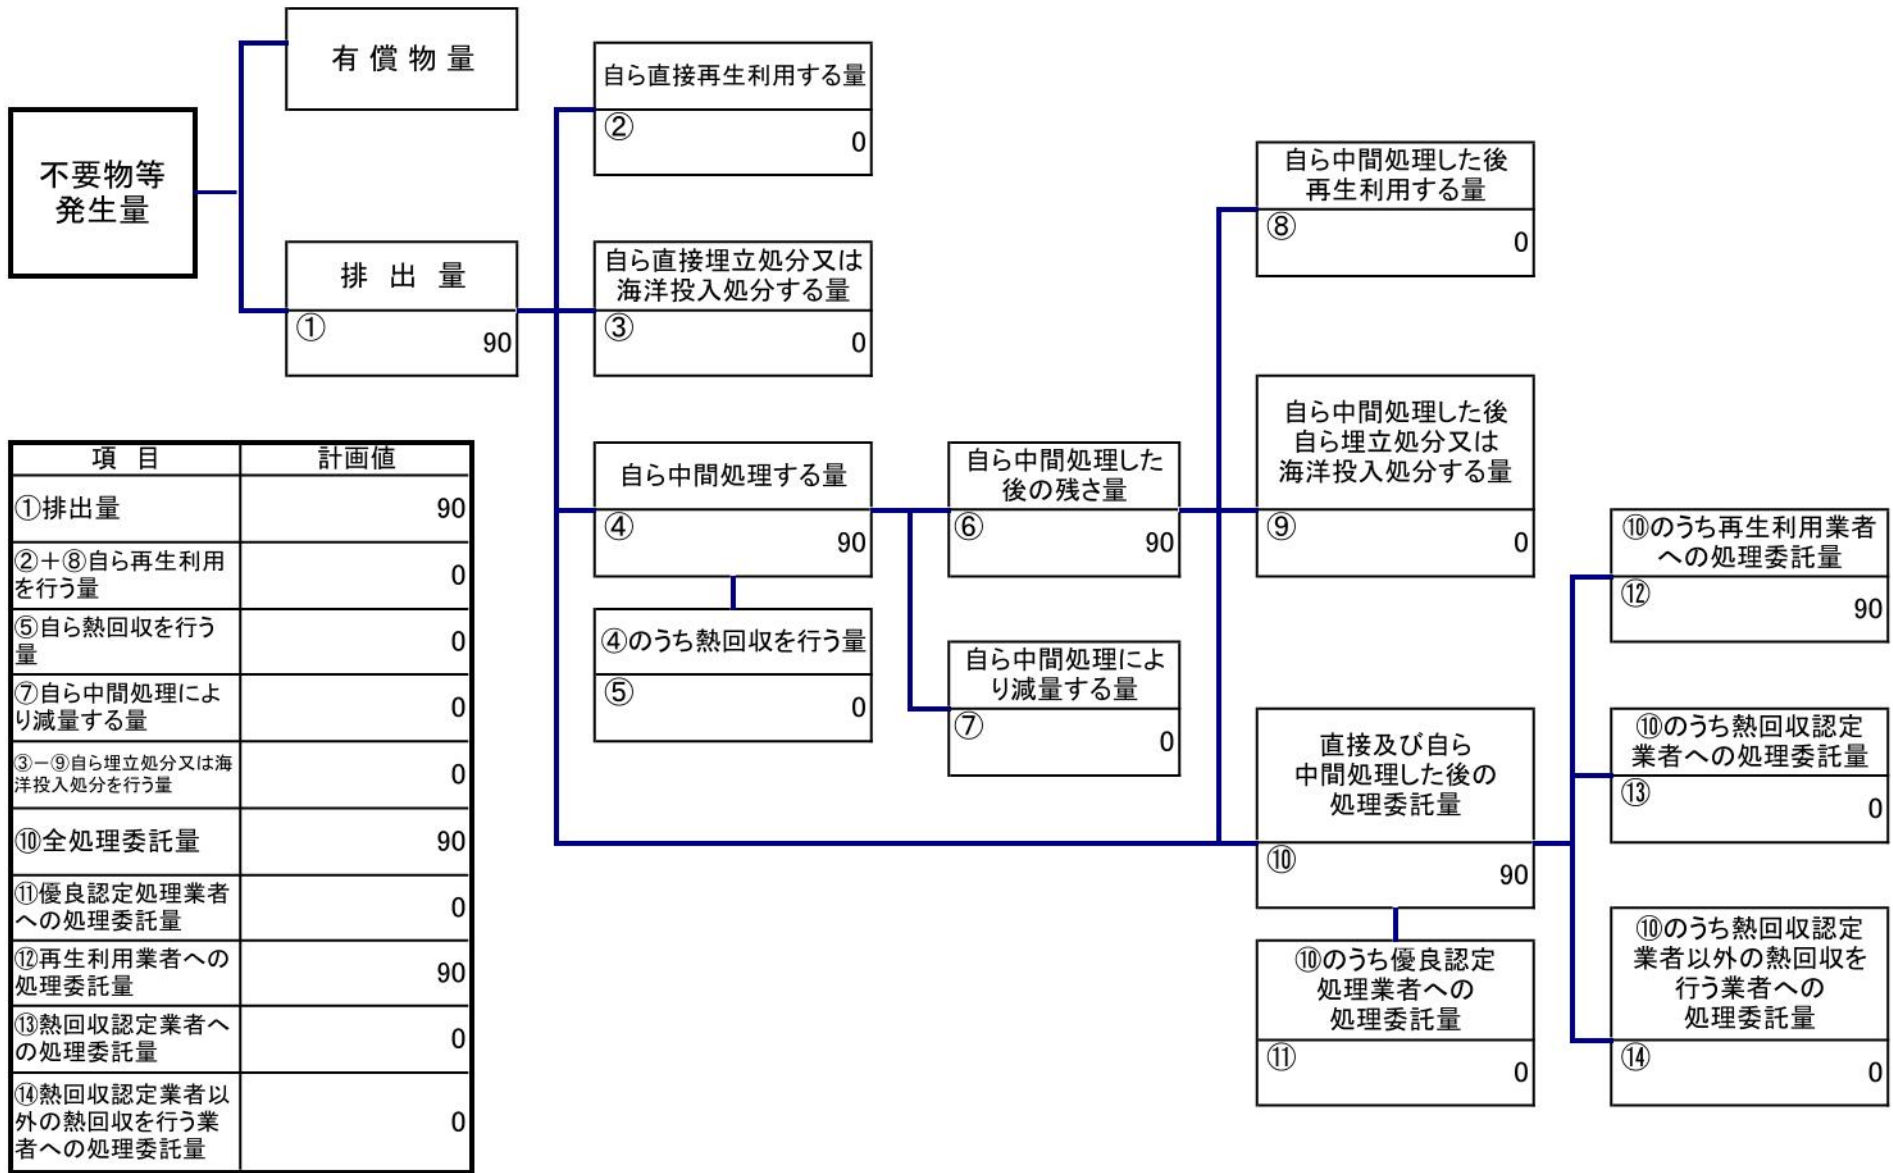 有 償 物 量
不要物等
発生量
排 出 量
①
90
自ら直接再生利用する量
②
0
自ら直接埋立処分又は
海洋投入処分する量
③
0
自ら中間処理する量
④
90
④のうち熱回収を行う量
⑤
0
自ら中間処理した
後の残さ量
⑥
90
自ら中間処理によ
り減量する量
⑦
0
自ら中間処理した後
再生利用する量
⑧
0
自ら中間処理した後
自ら埋立処分又は
海洋投入処分する量
⑨
0
直接及び自ら
中間処理した後の
処理委託量
⑩
90
⑩のうち優良認定
処理業者への
処理委託量
⑪
0
⑩のうち再生利用業者
への処理委託量
⑫
90
⑩のうち熱回収認定
業者への処理委託量
⑬
0
⑩のうち熱回収認定
業者以外の熱回収を
行う業者への
処理委託量
⑭
0
項 目 計画値
①排出量 90
②+⑧自ら再生利用
を行う量 0
⑤自ら熱回収を行う
量 0
⑦自ら中間処理によ
り減量する量 0
③-⑨自ら埋立処分又は海
洋投入処分を行う量 0
⑩全処理委託量 90
⑪優良認定処理業者
への処理委託量 0
⑫再生利用業者への
処理委託量 90
⑬熱回収認定業者へ
の処理委託量 0
⑭熱回収認定業者以
外の熱回収を行う業
者への処理委託量 0